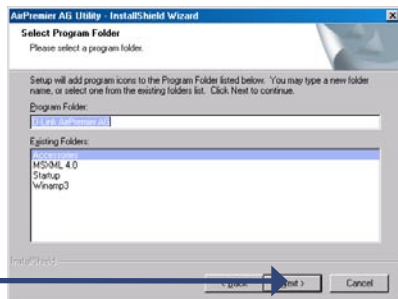 AirPremier AG Utility - InstallShield Wizard
Select Program Folder
Please select a program folder.
Setup will add program icons to the Program Folder listed below. You may type a new folder
name, or select one from the existing folders list. Click Next to continue.
Program Folder:
D-Link AirPremier AG
Existing Folders:
Accessories
MSXML 4.0
Startup
Winamp3
InstallShield
< Back Next > Cancel